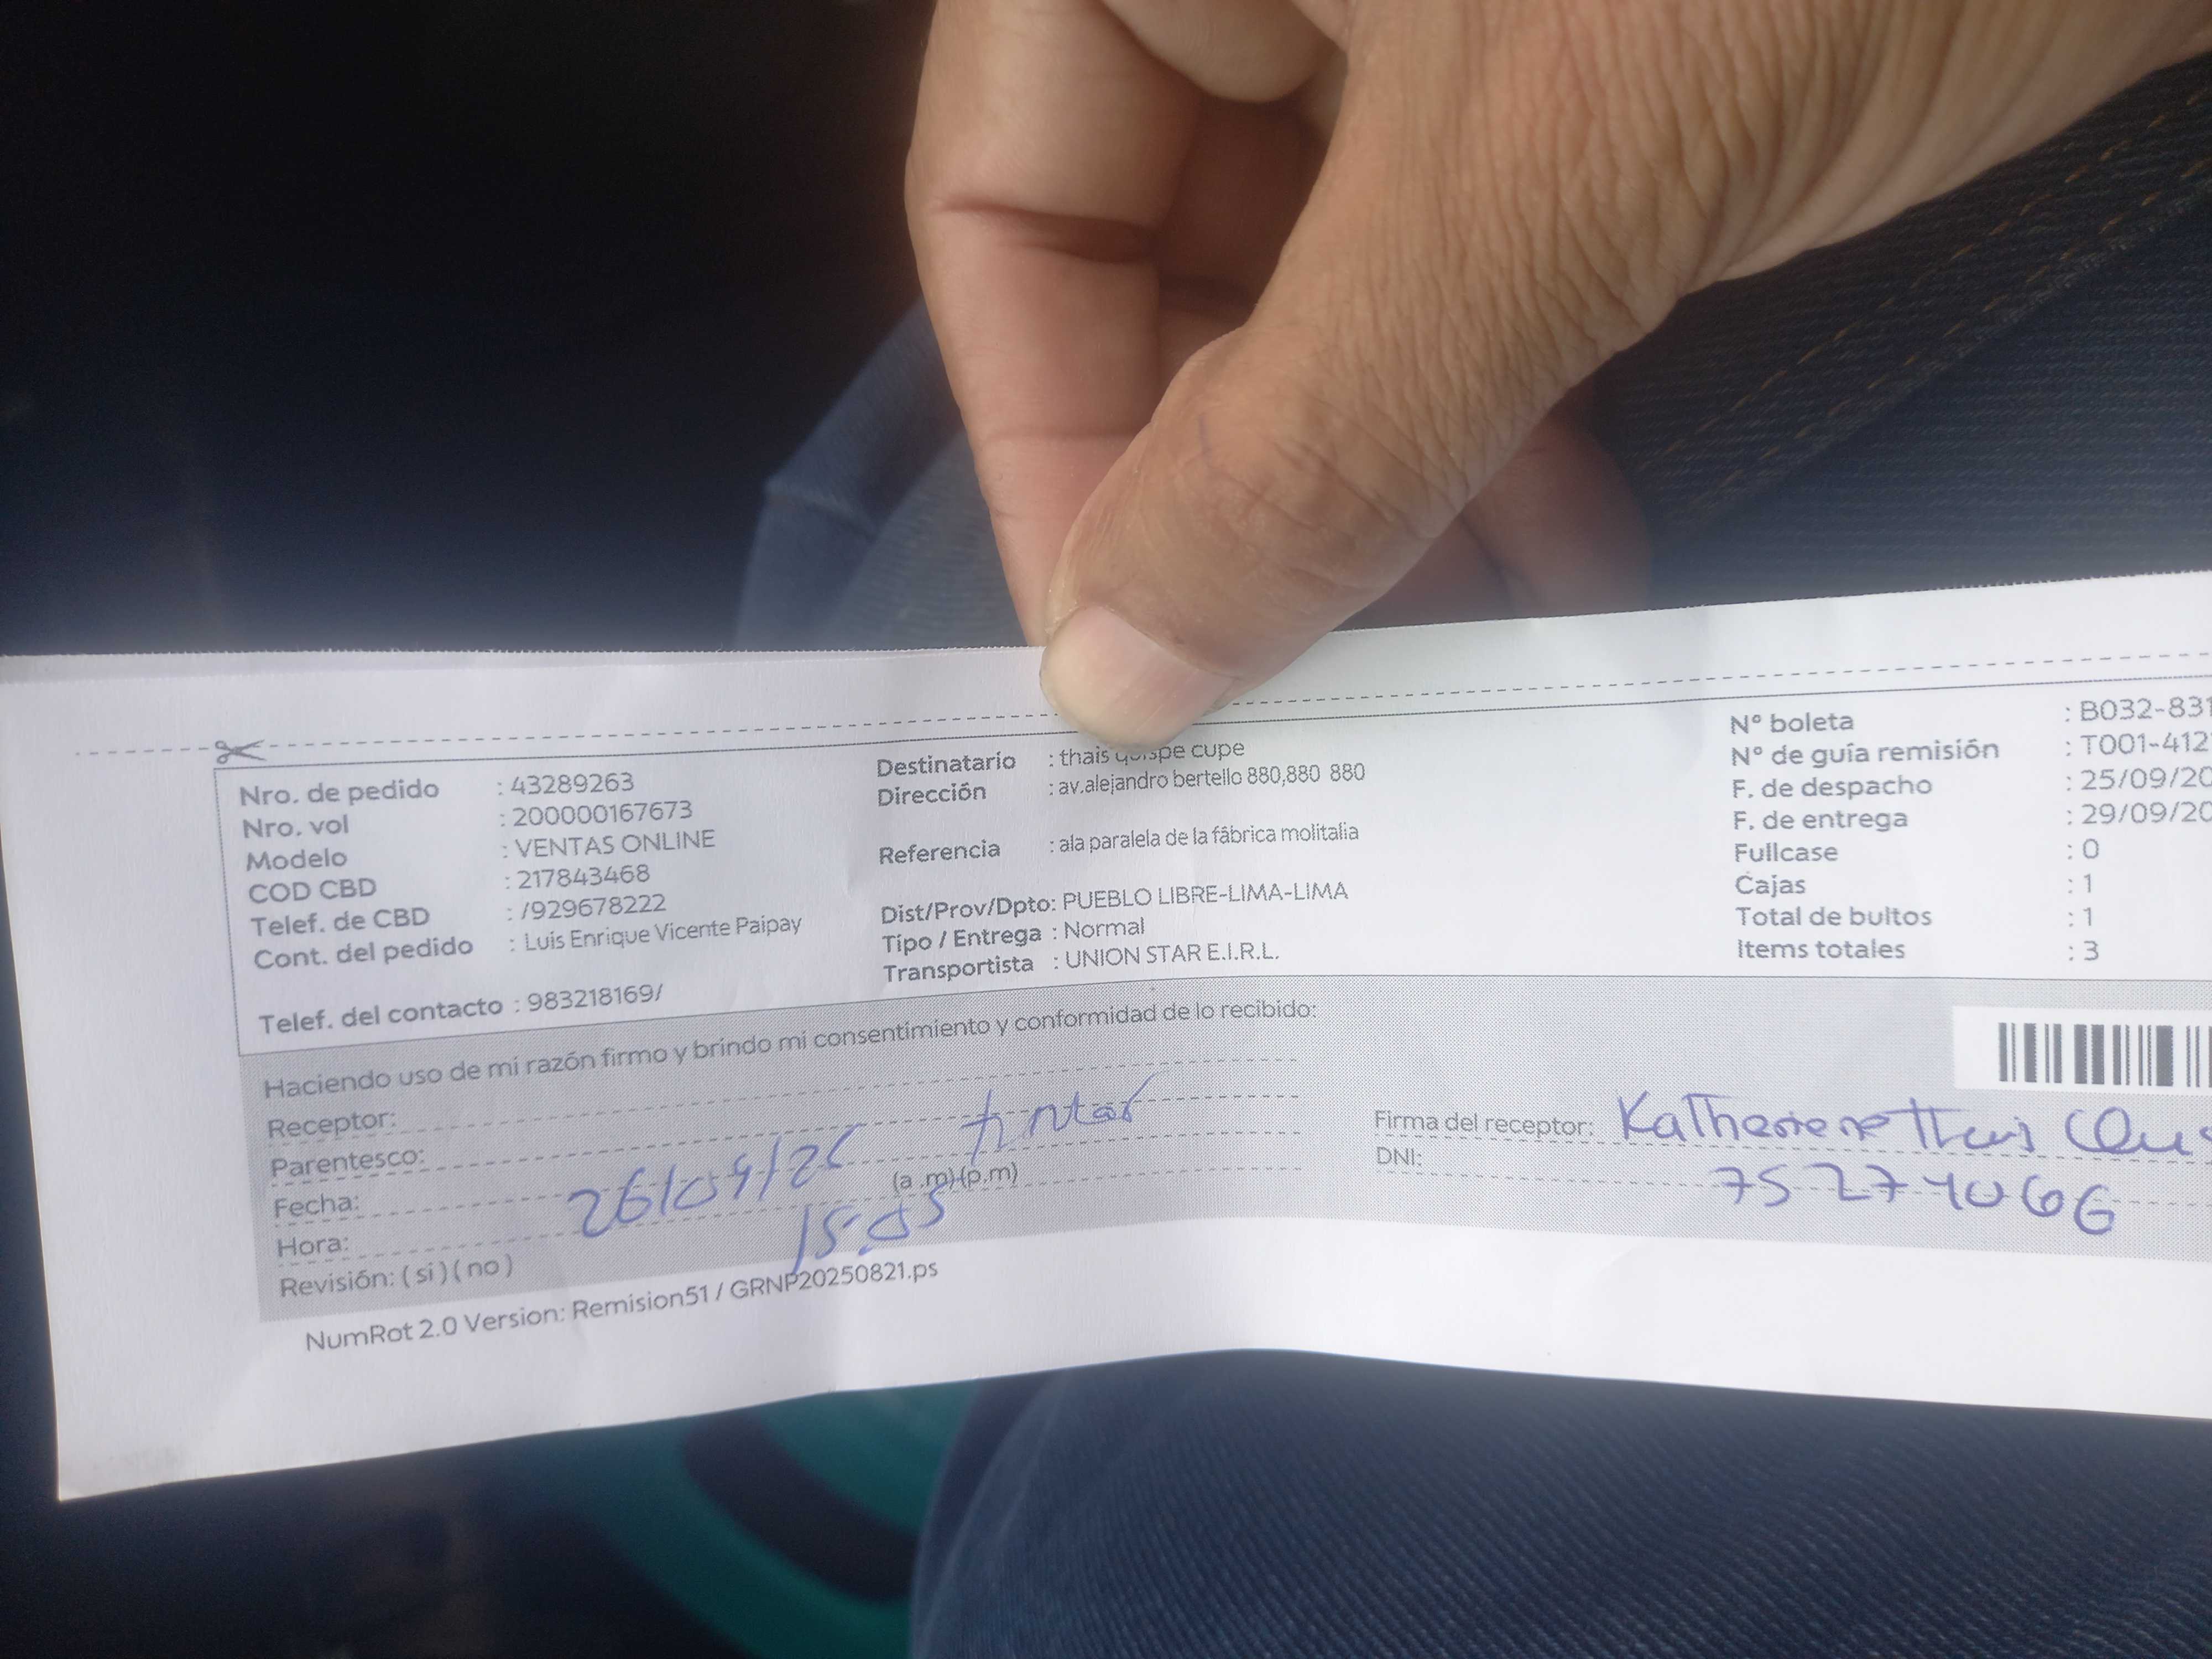 Nro. de pedido : 43289263
Nro. vol : 200000167673
Modelo : VENTAS ONLINE
COD CBD : 217843468
Telef. de CBD : /929678222
Cont. del pedido : Luis Enrique Vicente Paipay
Telef. del contacto : 983218169/
Destinatario : thais quispe cupe
Dirección : av.alejandro bertello 880,880 880
Referencia : ala paralela de la fábrica molitalia
Dist/Prov/Dpto: PUEBLO LIBRE-LIMA-LIMA
Tipo / Entrega : Normal
Transportista : UNION STAR E.I.R.L.
Nº boleta : B032-831
Nº de guía remisión : T001-412
F. de despacho : 25/09/20
F. de entrega : 29/09/20
Fullcase : 0
Cajas : 1
Total de bultos : 1
Items totales : 3
Haciendo uso de mi razón firmo y brindo mi consentimiento y conformidad de lo recibido:
Receptor:
Parentesco:
Fecha:
Hora: 15:05 (a .m) (p.m)
Revisión: ( si ) ( no )
Firma del receptor:
DNI: 75274066
NumRot 2.0 Version: Remision51 / GRNP20250821.ps